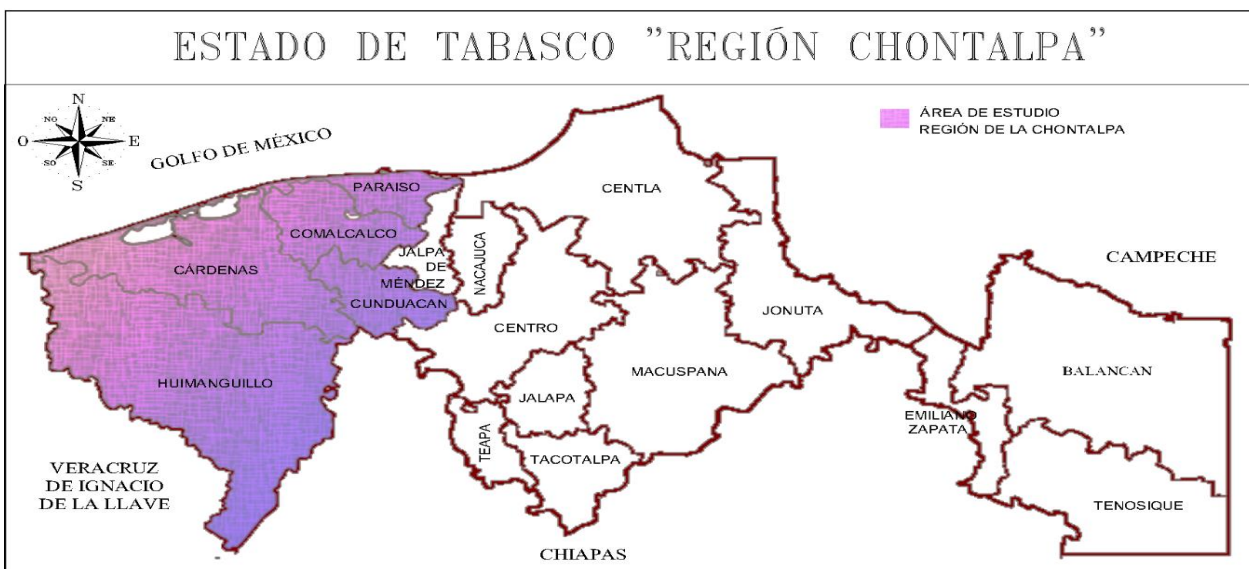 ESTADO DE TABASCO "REGIÓN CHONTALPA"
N
NO
NE
O
E
SO
SE
S
GOLFO DE MÉXICO
ÁREA DE ESTUDIO
REGIÓN DE LA CHONTALPA
PARAISO
CENTLA
COMALCALCO
JALPA
DE
MÉNDEZ
NACAJUCA
CÁRDENAS
CUNDUACAN
CENTRO
JONUTA
CAMPECHE
HUIMANGUILLO
JALAPA
MACUSPANA
BALANCAN
EMILIANO
ZAPATA
TEAPA
TACOTALPA
VERACRUZ
DE IGNACIO
DE LA LLAVE
TENOSIQUE
CHIAPAS